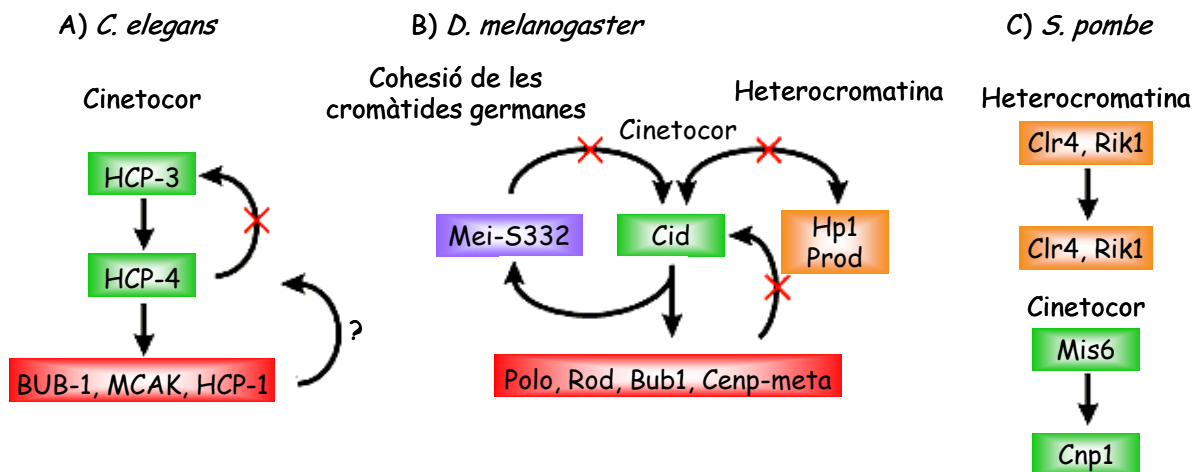 A) C. elegans
Cinetocor
HCP-3
HCP-4
?
BUB-1, MCAK, HCP-1
B) D. melanogaster
Cohesió de les
cromàtides germanes
Heterocromatina
Cinetocor
Mei-S332
Cid
Hp1
Prod
Polo, Rod, Bub1, Cenp-meta
C) S. pombe
Heterocromatina
Clr4, Rik1
Clr4, Rik1
Cinetocor
Mis6
Cnp1